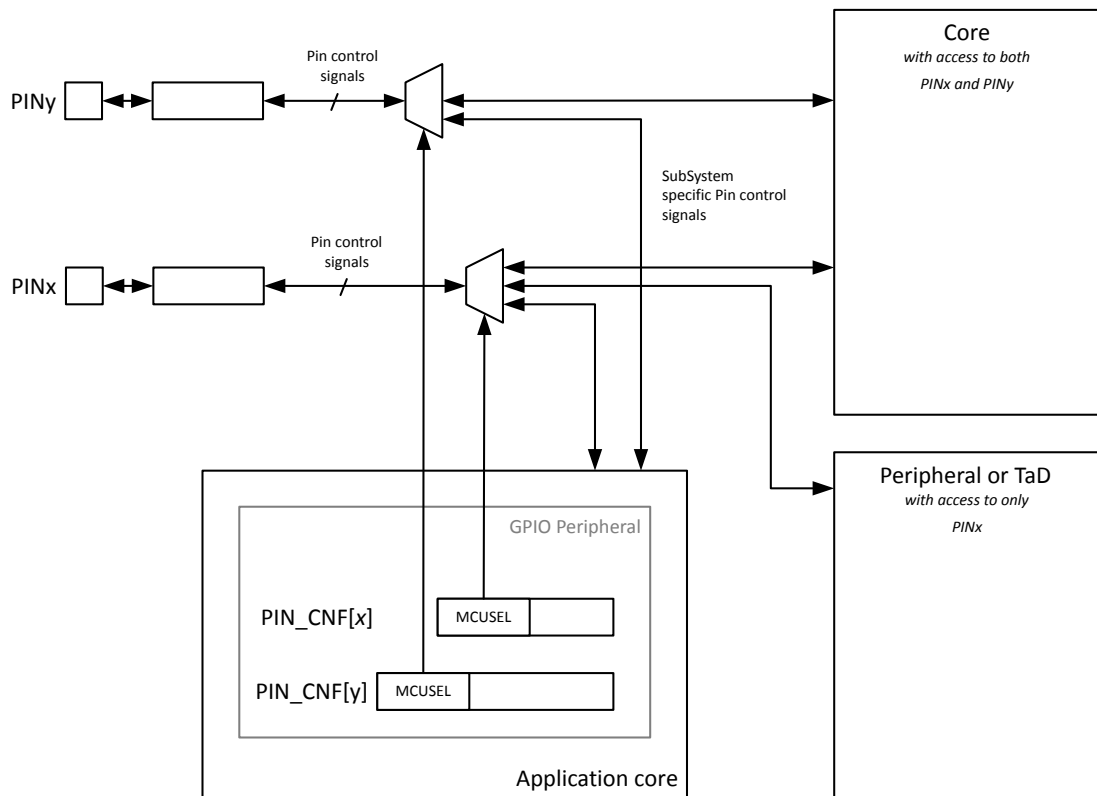 Core
with access to both
PINx and PINy
Pin control
signals
PINy
SubSystem
specific Pin control
signals
Pin control
signals
PINx
Peripheral or TaD
with access to only
PINx
GPIO Peripheral
PIN_CNF[x]
MCUSEL
PIN_CNF[y]
MCUSEL
Application core